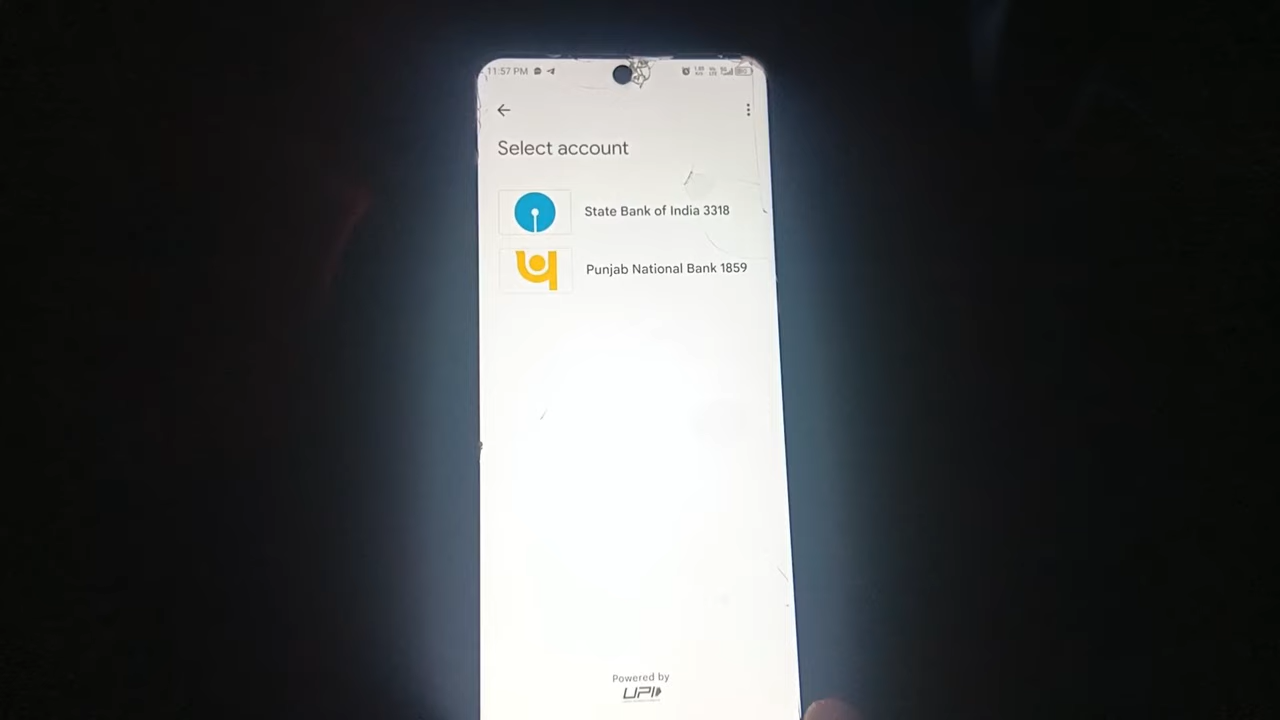 11:57 PM
Select account
State Bank of India 3318
Punjab National Bank 1859
Powered by
UPI